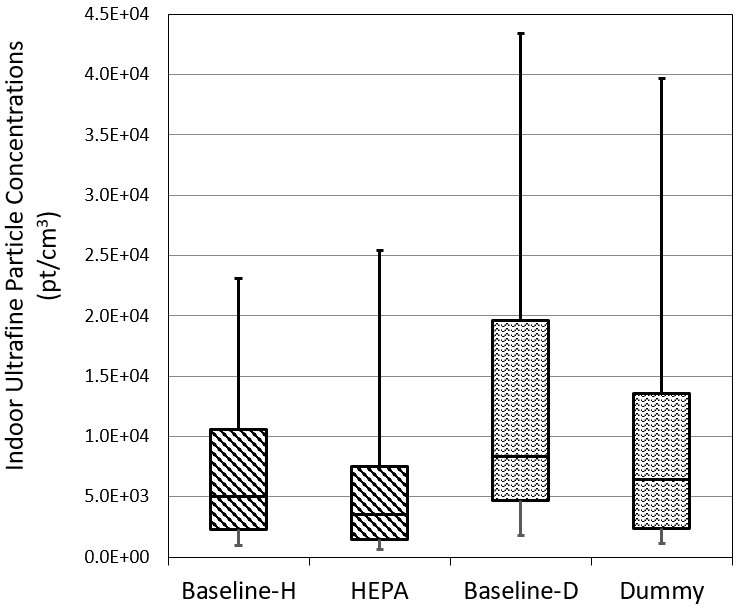 Indoor Ultrafine Particle Concentrations
(pt/cm³)
4.5E+04
4.0E+04
3.5E+04
3.0E+04
2.5E+04
2.0E+04
1.5E+04
1.0E+04
5.0E+03
0.0E+00
Baseline-H HEPA Baseline-D Dummy